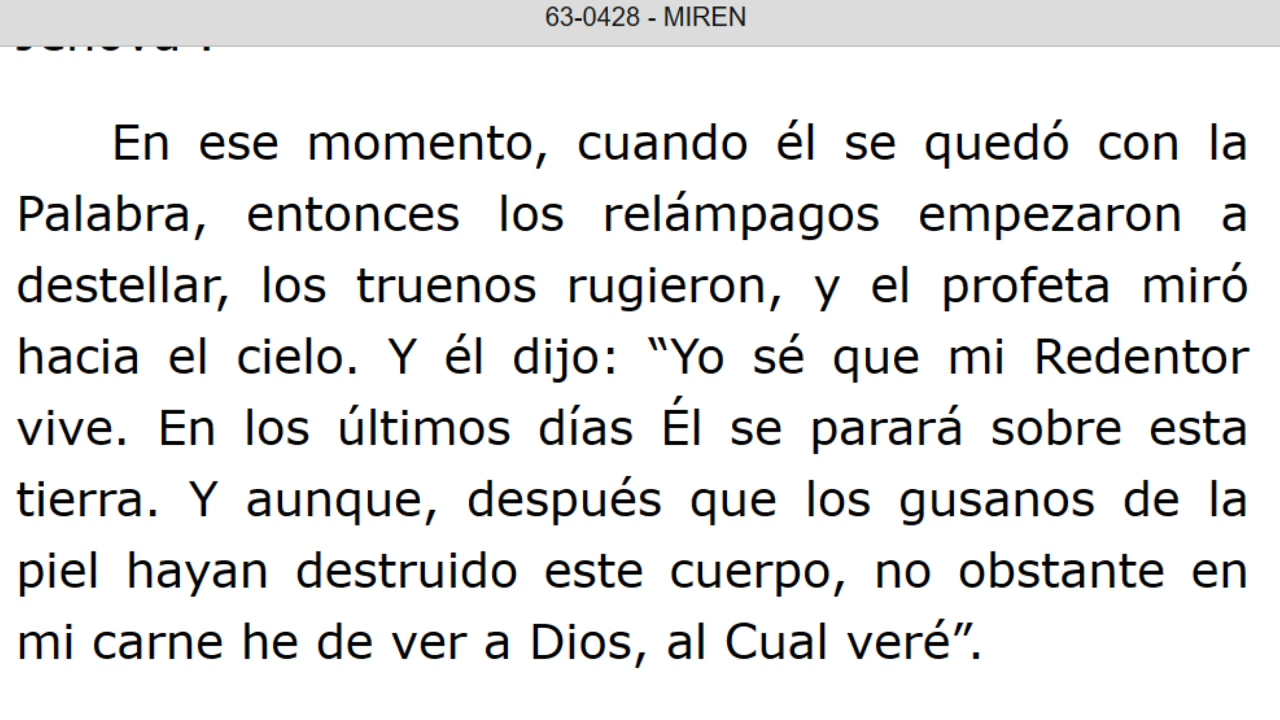 63-0428 - MIREN
En ese momento, cuando él se quedó con la
Palabra, entonces los relámpagos empezaron a
destellar, los truenos rugieron, y el profeta miró
hacia el cielo. Y él dijo: “Yo sé que mi Redentor
vive. En los últimos días Él se parará sobre esta
tierra. Y aunque, después que los gusanos de la
piel hayan destruido este cuerpo, no obstante en
mi carne he de ver a Dios, al Cual veré”.